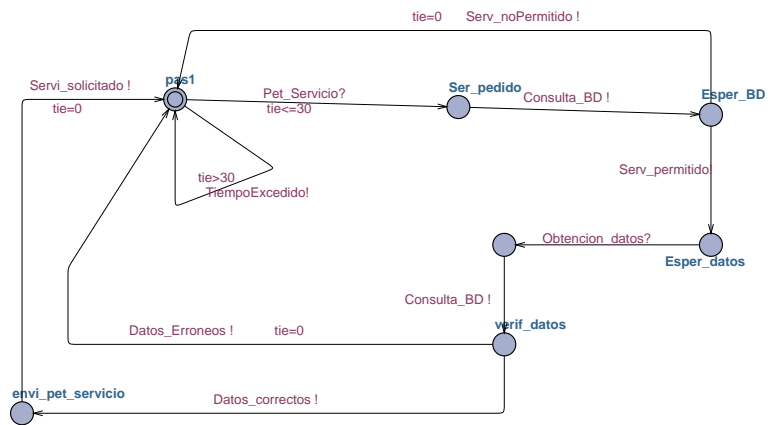 tie=0 Serv_noPermitido !
pas1
Servi_solicitado !
tie=0
Pet_Servicio?
tie<=30
Ser_pedido
Consulta_BD !
Esper_BD
tie>30
TiempoExcedido!
Serv_permitido!
Obtencion_datos?
Esper_datos
Consulta_BD !
verif_datos
Datos_Erroneos ! tie=0
envi_pet_servicio
Datos_correctos !